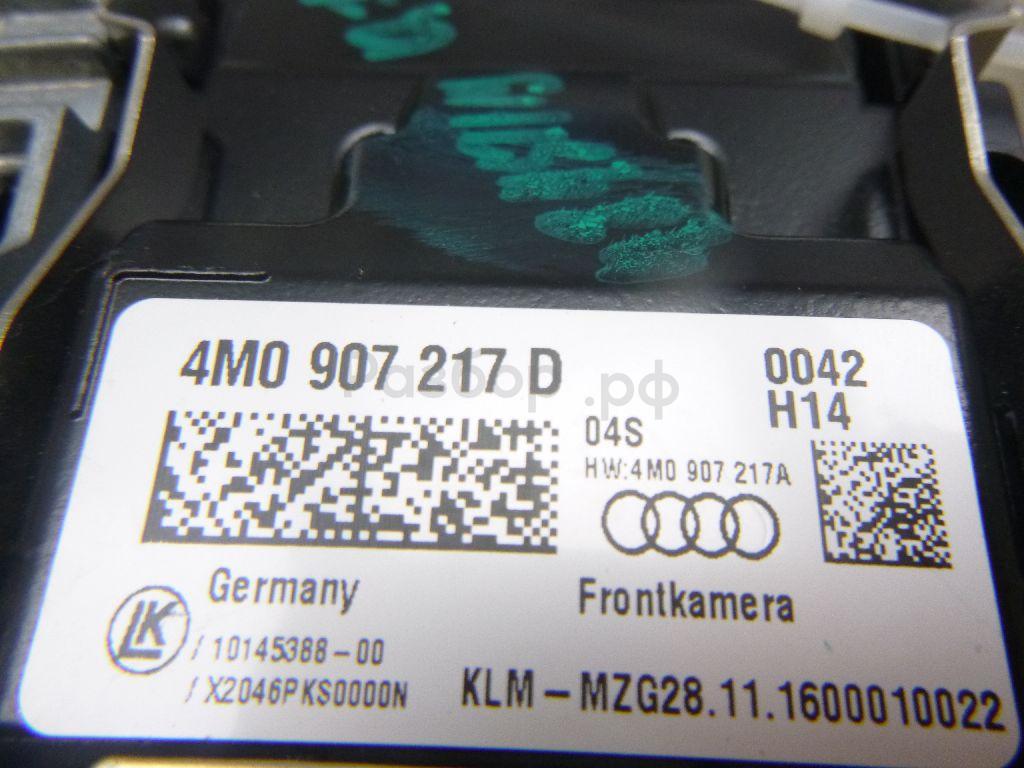 4M0 907 217 D
0042
H14
Разбор.рф
04S
HW:4M0 907 217A
Germany
Frontkamera
LK
/ 10145388-00
/ X2046PKS0000N
KLM-MZG28.11.1600010022